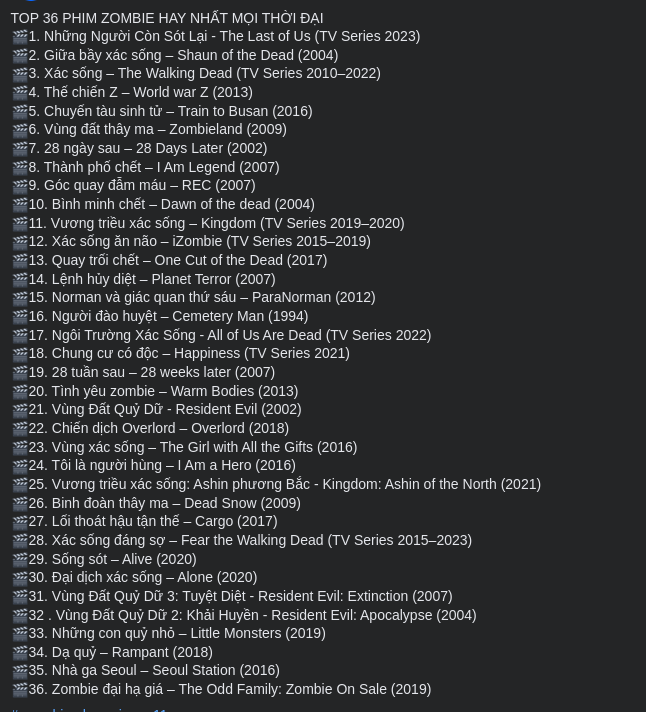 TOP 36 PHIM ZOMBIE HAY NHẤT MỌI THỜI ĐẠI
🎬1. Những Người Còn Sót Lại - The Last of Us (TV Series 2023)
🎬2. Giữa bầy xác sống – Shaun of the Dead (2004)
🎬3. Xác sống – The Walking Dead (TV Series 2010–2022)
🎬4. Thế chiến Z – World war Z (2013)
🎬5. Chuyến tàu sinh tử – Train to Busan (2016)
🎬6. Vùng đất thây ma – Zombieland (2009)
🎬7. 28 ngày sau – 28 Days Later (2002)
🎬8. Thành phố chết – I Am Legend (2007)
🎬9. Góc quay đẫm máu – REC (2007)
🎬10. Bình minh chết – Dawn of the dead (2004)
🎬11. Vương triều xác sống – Kingdom (TV Series 2019–2020)
🎬12. Xác sống ăn não – iZombie (TV Series 2015–2019)
🎬13. Quay trối chết – One Cut of the Dead (2017)
🎬14. Lệnh hủy diệt – Planet Terror (2007)
🎬15. Norman và giác quan thứ sáu – ParaNorman (2012)
🎬16. Người đào huyệt – Cemetery Man (1994)
🎬17. Ngôi Trường Xác Sống - All of Us Are Dead (TV Series 2022)
🎬18. Chung cư có độc – Happiness (TV Series 2021)
🎬19. 28 tuần sau – 28 weeks later (2007)
🎬20. Tình yêu zombie – Warm Bodies (2013)
🎬21. Vùng Đất Quỷ Dữ - Resident Evil (2002)
🎬22. Chiến dịch Overlord – Overlord (2018)
🎬23. Vùng xác sống – The Girl with All the Gifts (2016)
🎬24. Tôi là người hùng – I Am a Hero (2016)
🎬25. Vương triều xác sống: Ashin phương Bắc - Kingdom: Ashin of the North (2021)
🎬26. Binh đoàn thây ma – Dead Snow (2009)
🎬27. Lối thoát hậu tận thế – Cargo (2017)
🎬28. Xác sống đáng sợ – Fear the Walking Dead (TV Series 2015–2023)
🎬29. Sống sót – Alive (2020)
🎬30. Đại dịch xác sống – Alone (2020)
🎬31. Vùng Đất Quỷ Dữ 3: Tuyệt Diệt - Resident Evil: Extinction (2007)
🎬32 . Vùng Đất Quỷ Dữ 2: Khải Huyền - Resident Evil: Apocalypse (2004)
🎬33. Những con quỷ nhỏ – Little Monsters (2019)
🎬34. Dạ quỷ – Rampant (2018)
🎬35. Nhà ga Seoul – Seoul Station (2016)
🎬36. Zombie đại hạ giá – The Odd Family: Zombie On Sale (2019)